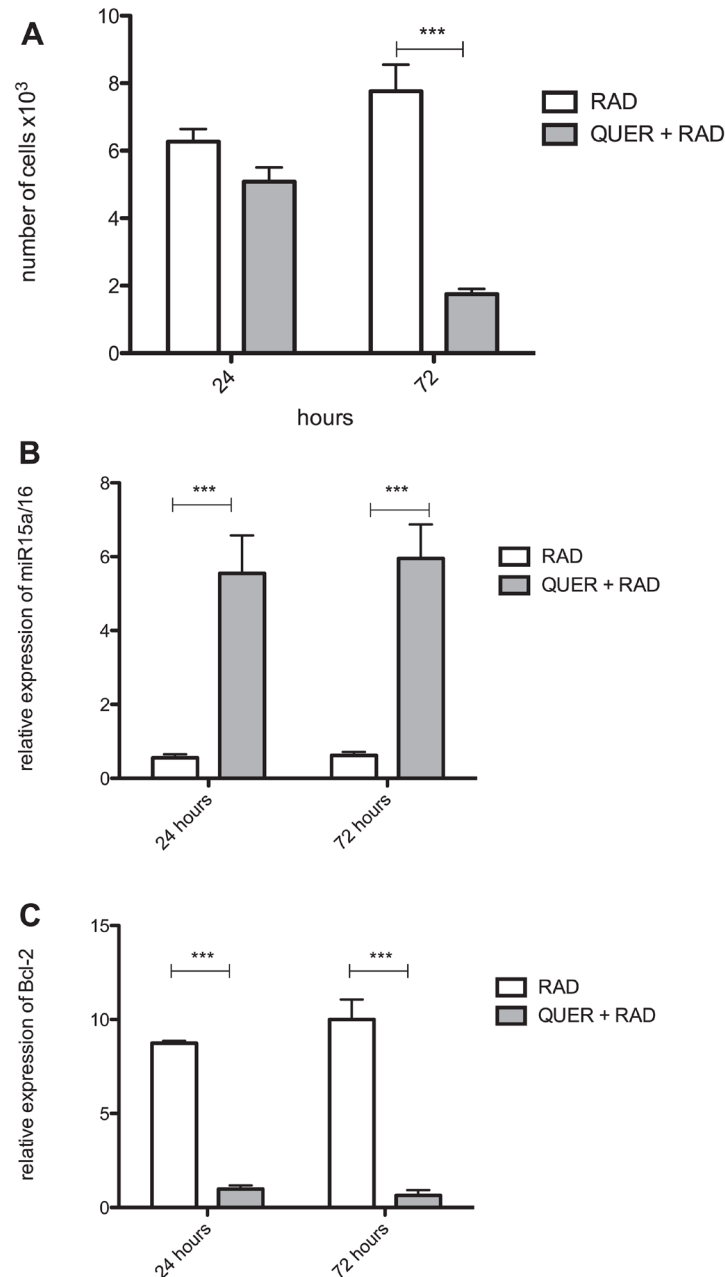 A
10
8
6
4
2
0
number of cells x10³
***
RAD
QUER + RAD
24
72
hours
B
8
6
4
2
0
relative expression of miR15a/16
***
***
RAD
QUER + RAD
24 hours
72 hours
C
15
10
5
0
relative expression of Bcl-2
***
***
RAD
QUER + RAD
24 hours
72 hours